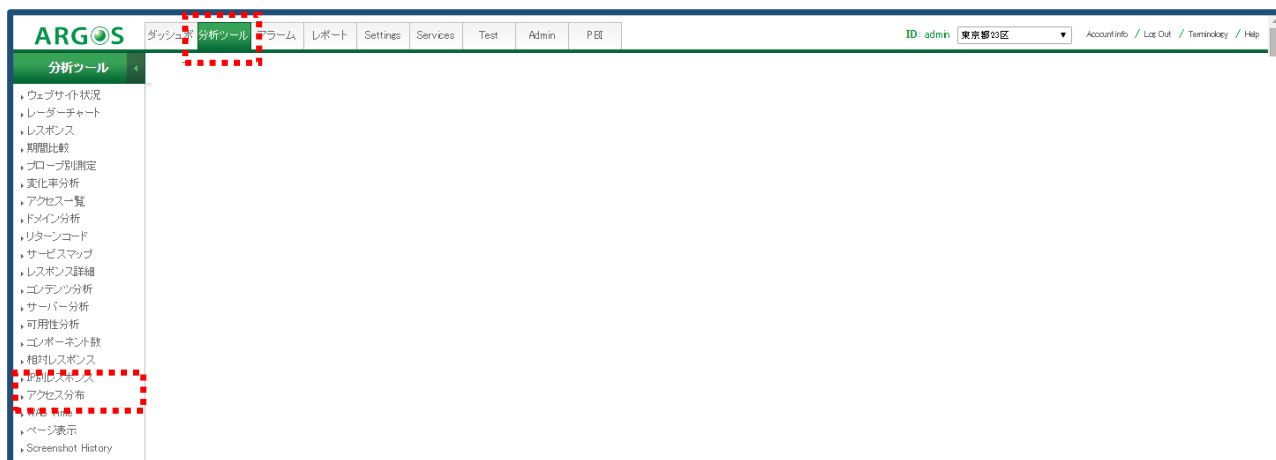 ARGOS
ダッシュボ 分析ツール アラーム レポート Settings Services Test Admin PBI
ID: admin 東京都23区 ▼ Account info / Log Out / Terminology / Help
分析ツール
ウェブサイト状況
レーダーチャート
レスポンス
期間比較
プローブ別測定
変化率分析
アクセス一覧
ドメイン分析
リターンコード
サービスマップ
レスポンス詳細
コンテンツ分析
サーバー分析
可用性分析
コンポーネント数
相対レスポンス
IP別レスポンス
アクセス分布
ページ表示
Screenshot History